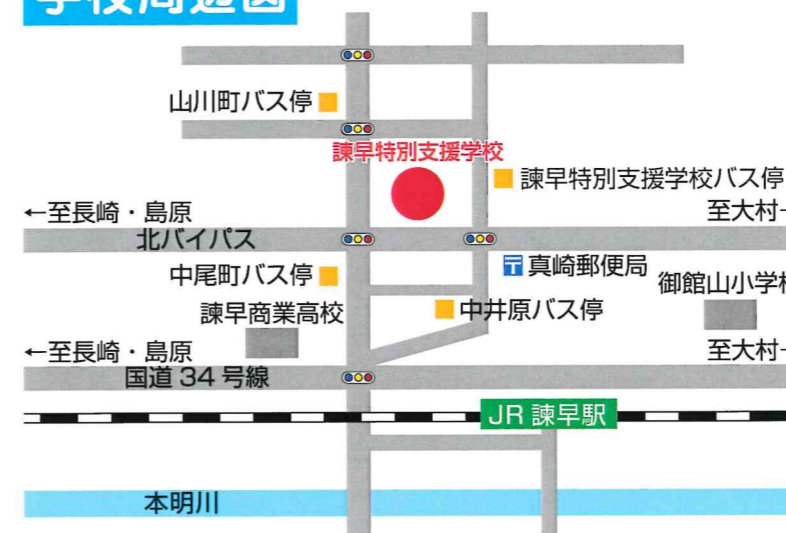 学校周辺図
山川町バス停
諫早特別支援学校
諫早特別支援学校バス停
←至長崎・島原
至大村
北バイパス
中尾町バス停
〒真崎郵便局
御館山小学校
諫早商業高校
中井原バス停
←至長崎・島原
至大村
国道34号線
JR 諫早駅
本明川